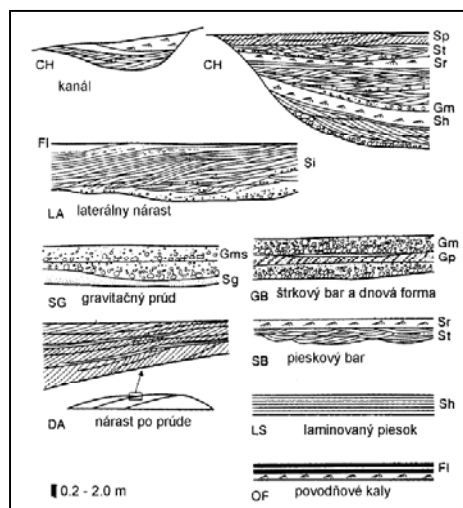 CH
kanál
CH
Sp
St
Sr
Gm
Sh
Fl
Si
LA laterálny nárast
Gms
Sg
SG gravitačný prúd
Gm
Gp
GB štrkový bar a dnová forma
Sr
St
SB pieskový bar
DA nárast po prúde
Sh
LS laminovaný piesok
Fl
OF povodňové kaly
0.2 - 2.0 m